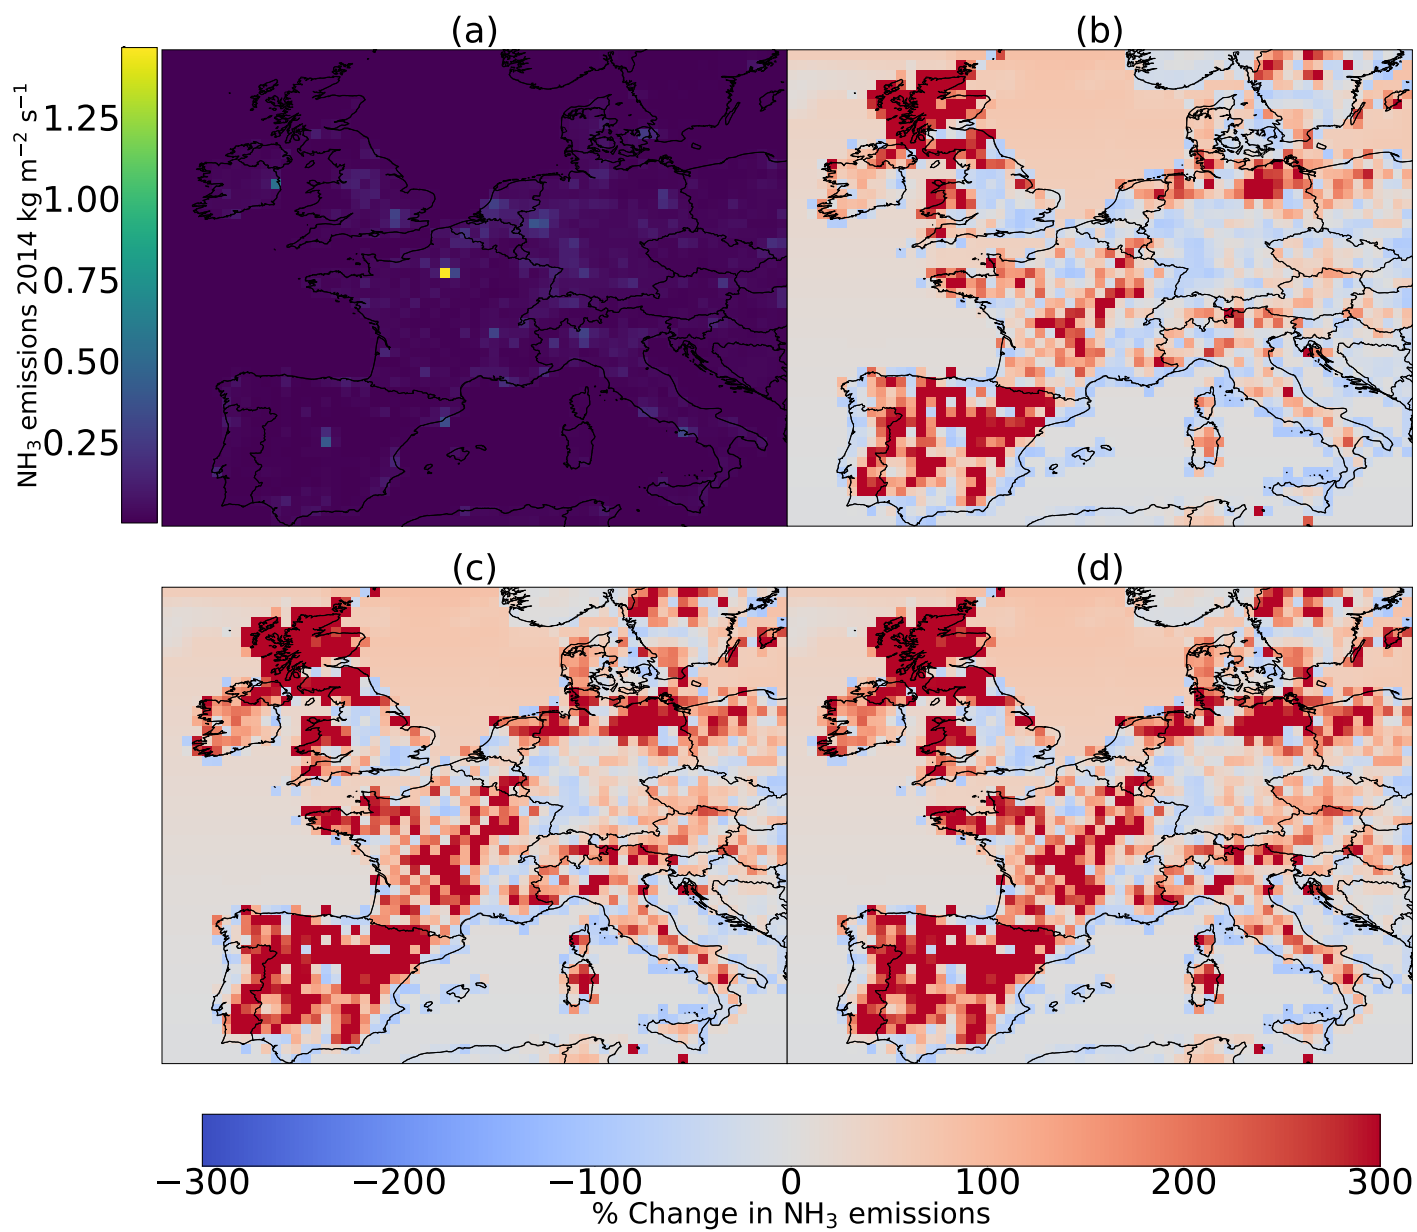 (a)
(b)
NH₃ emissions 2014 kg m⁻² s⁻¹
1.25
1.00
0.75
0.50
0.25
(c)
(d)
−300 −200 −100 0 100 200 300
% Change in NH₃ emissions